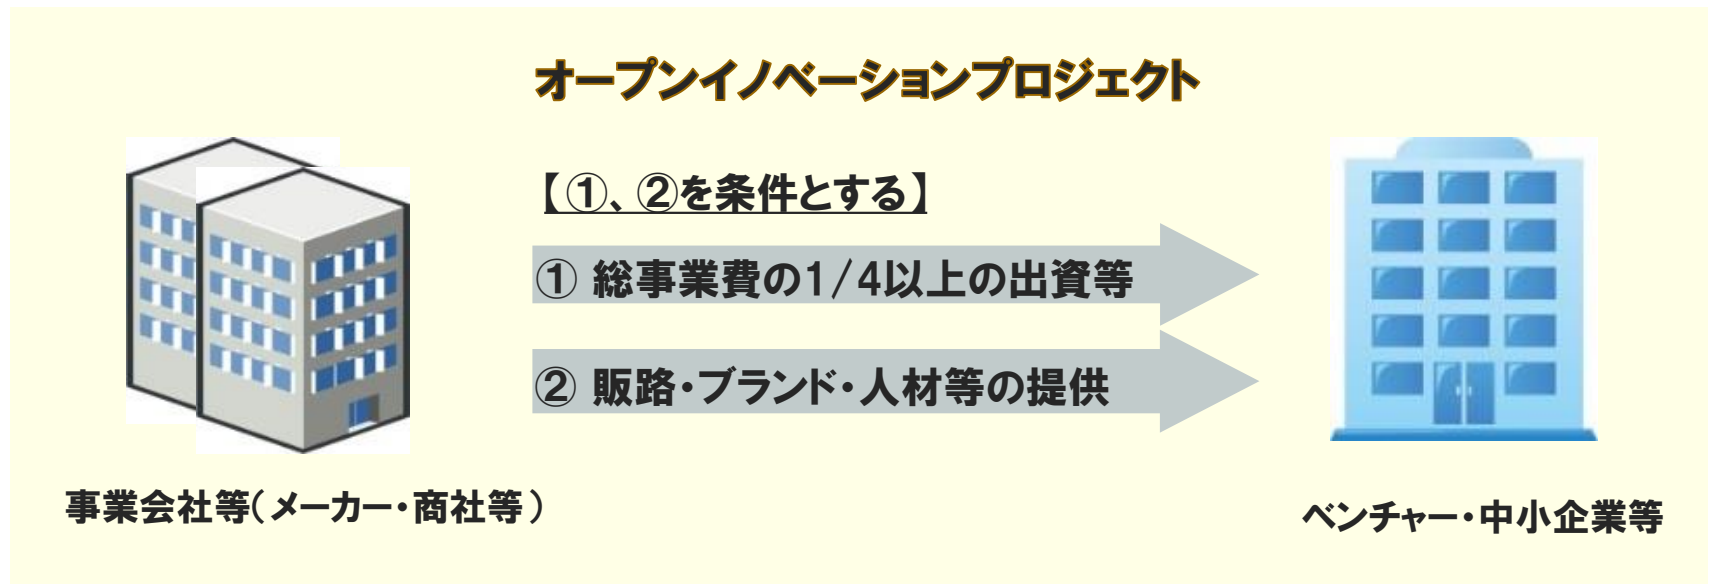 オープンイノベーションプロジェクト
【①、②を条件とする】
① 総事業費の1/4以上の出資等
② 販路・ブランド・人材等の提供
事業会社等(メーカー・商社等)
ベンチャー・中小企業等